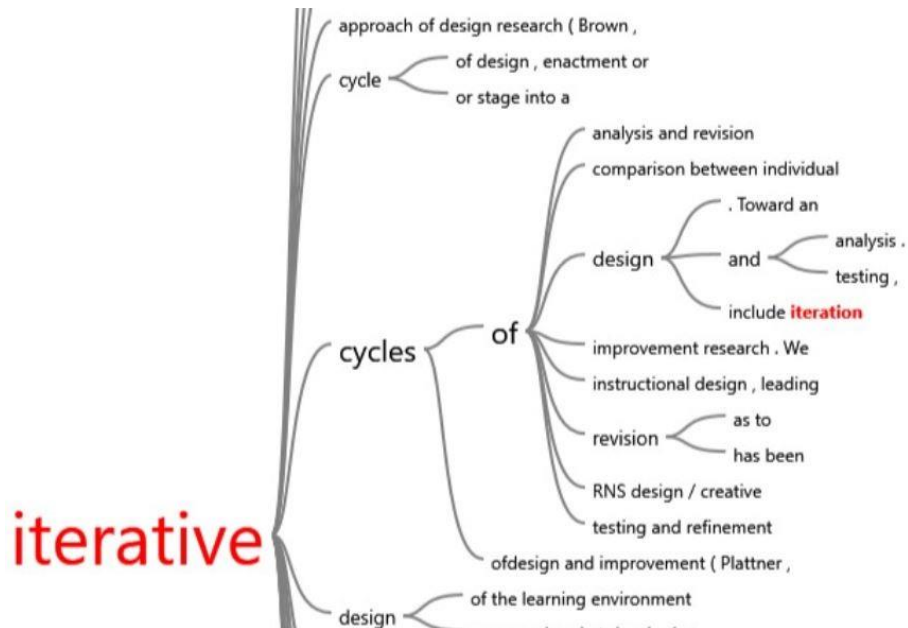 approach of design research ( Brown ,
cycle
of design , enactment or
or stage into a
analysis and revision
comparison between individual
. Toward an
design
and
analysis .
testing ,
include iteration
cycles
of
improvement research . We
instructional design , leading
revision
as to
has been
RNS design / creative
testing and refinement
iterative
ofdesign and improvement ( Plattner ,
design
of the learning environment